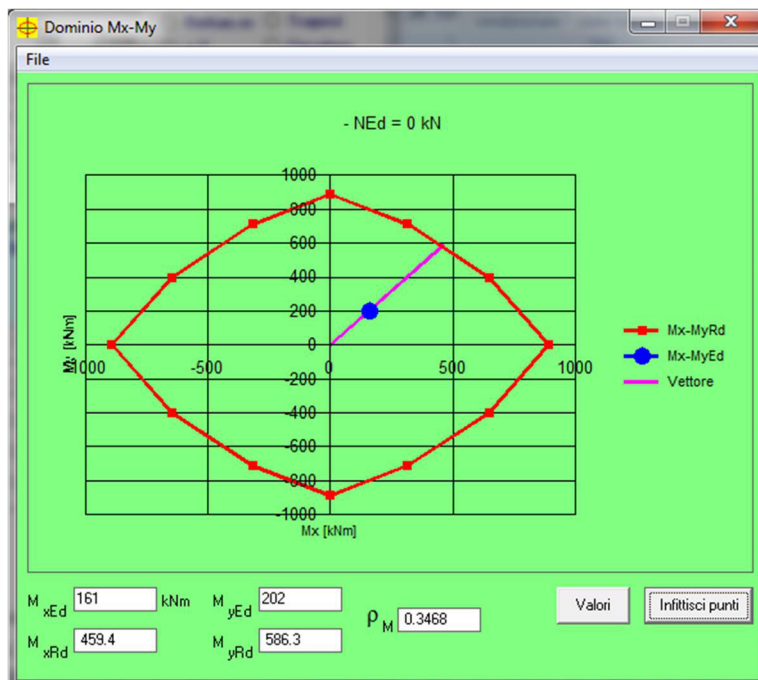 Dominio Mx-My
File
- NEd = 0 kN
1000
800
600
400
200
0
-200
-400
-600
-800
-1000
-1000 -500 0 500 1000
Mx [kNm]
Mx-MyRd
Mx-MyEd
Vettore
M xEd 161 kNm M yEd 202
ρ M 0.3468
M xRd 459.4 M yRd 586.3
Valori Infittisci punti